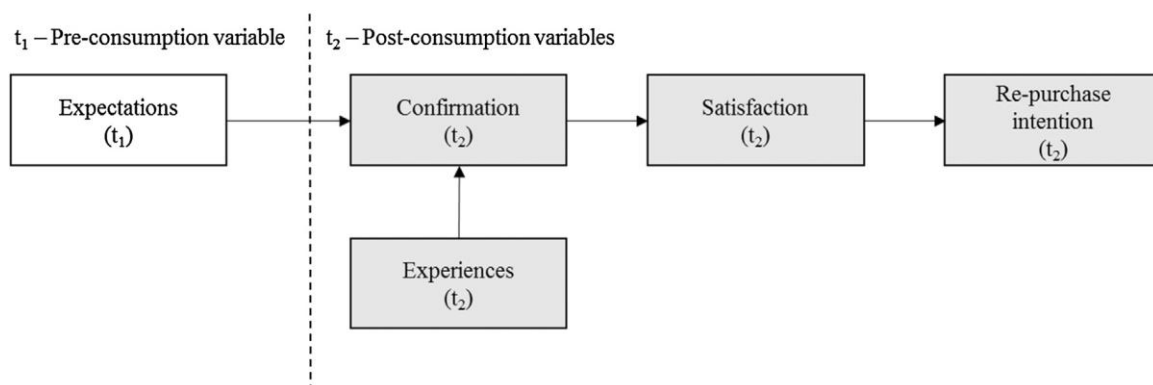 t₁ – Pre-consumption variable
t₂ – Post-consumption variables
Expectations
(t₁)
Confirmation
(t₂)
Satisfaction
(t₂)
Re-purchase
intention
(t₂)
Experiences
(t₂)